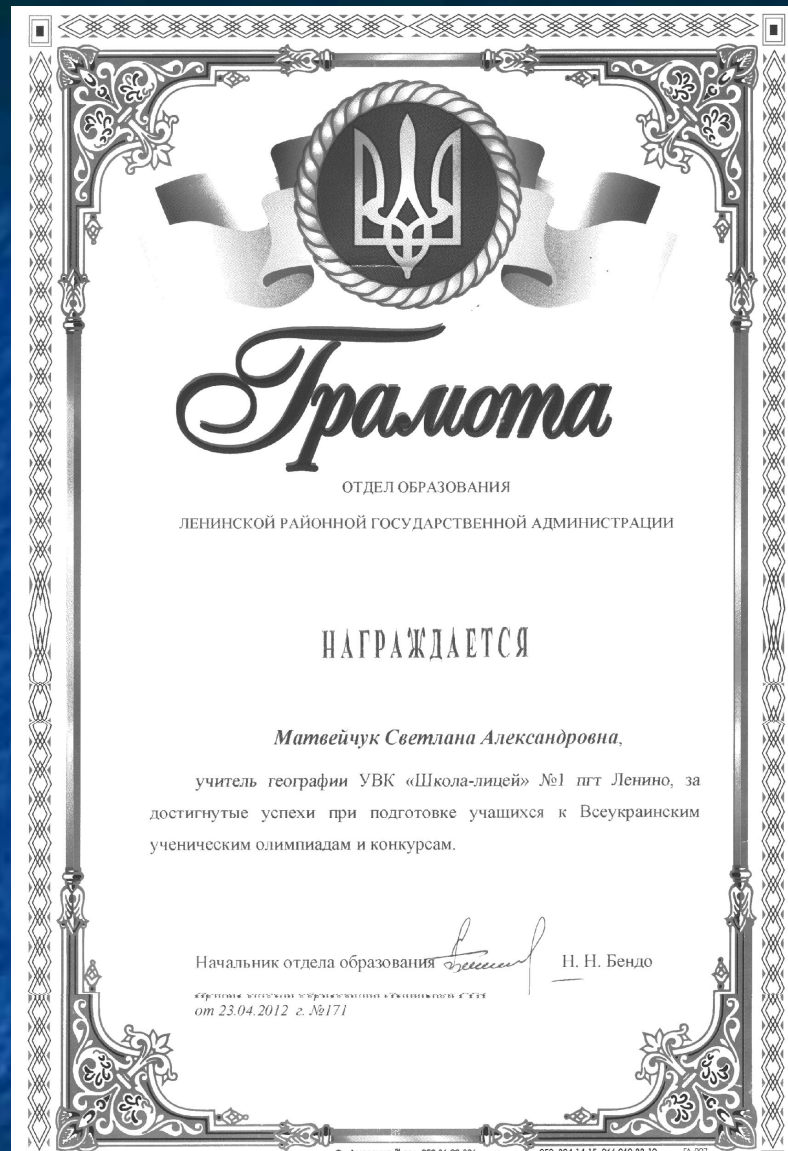 Грамота
ОТДЕЛ ОБРАЗОВАНИЯ
ЛЕНИНСКОЙ РАЙОННОЙ ГОСУДАРСТВЕННОЙ АДМИНИСТРАЦИИ
НАГРАЖДАЕТСЯ
Матвейчук Светлана Александровна,
учитель географии УВК «Школа-лицей» №1 пгт Ленино, за
достигнутые успехи при подготовке учащихся к Всеукраинским
ученическим олимпиадам и конкурсам.
Начальник отдела образования Н. Н. Бендо
от 23.04.2012 г. №171